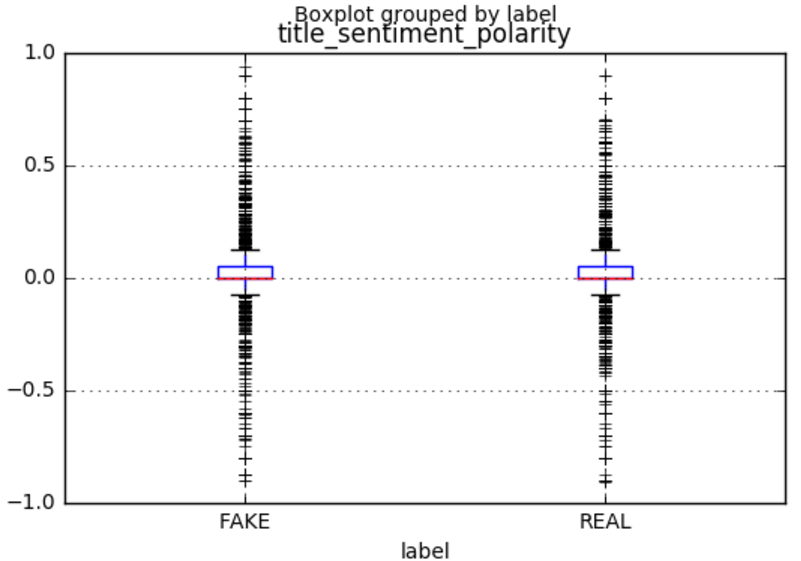 Boxplot grouped by label
title_sentiment_polarity
1.0
0.5
0.0
−0.5
−1.0
FAKE REAL
label